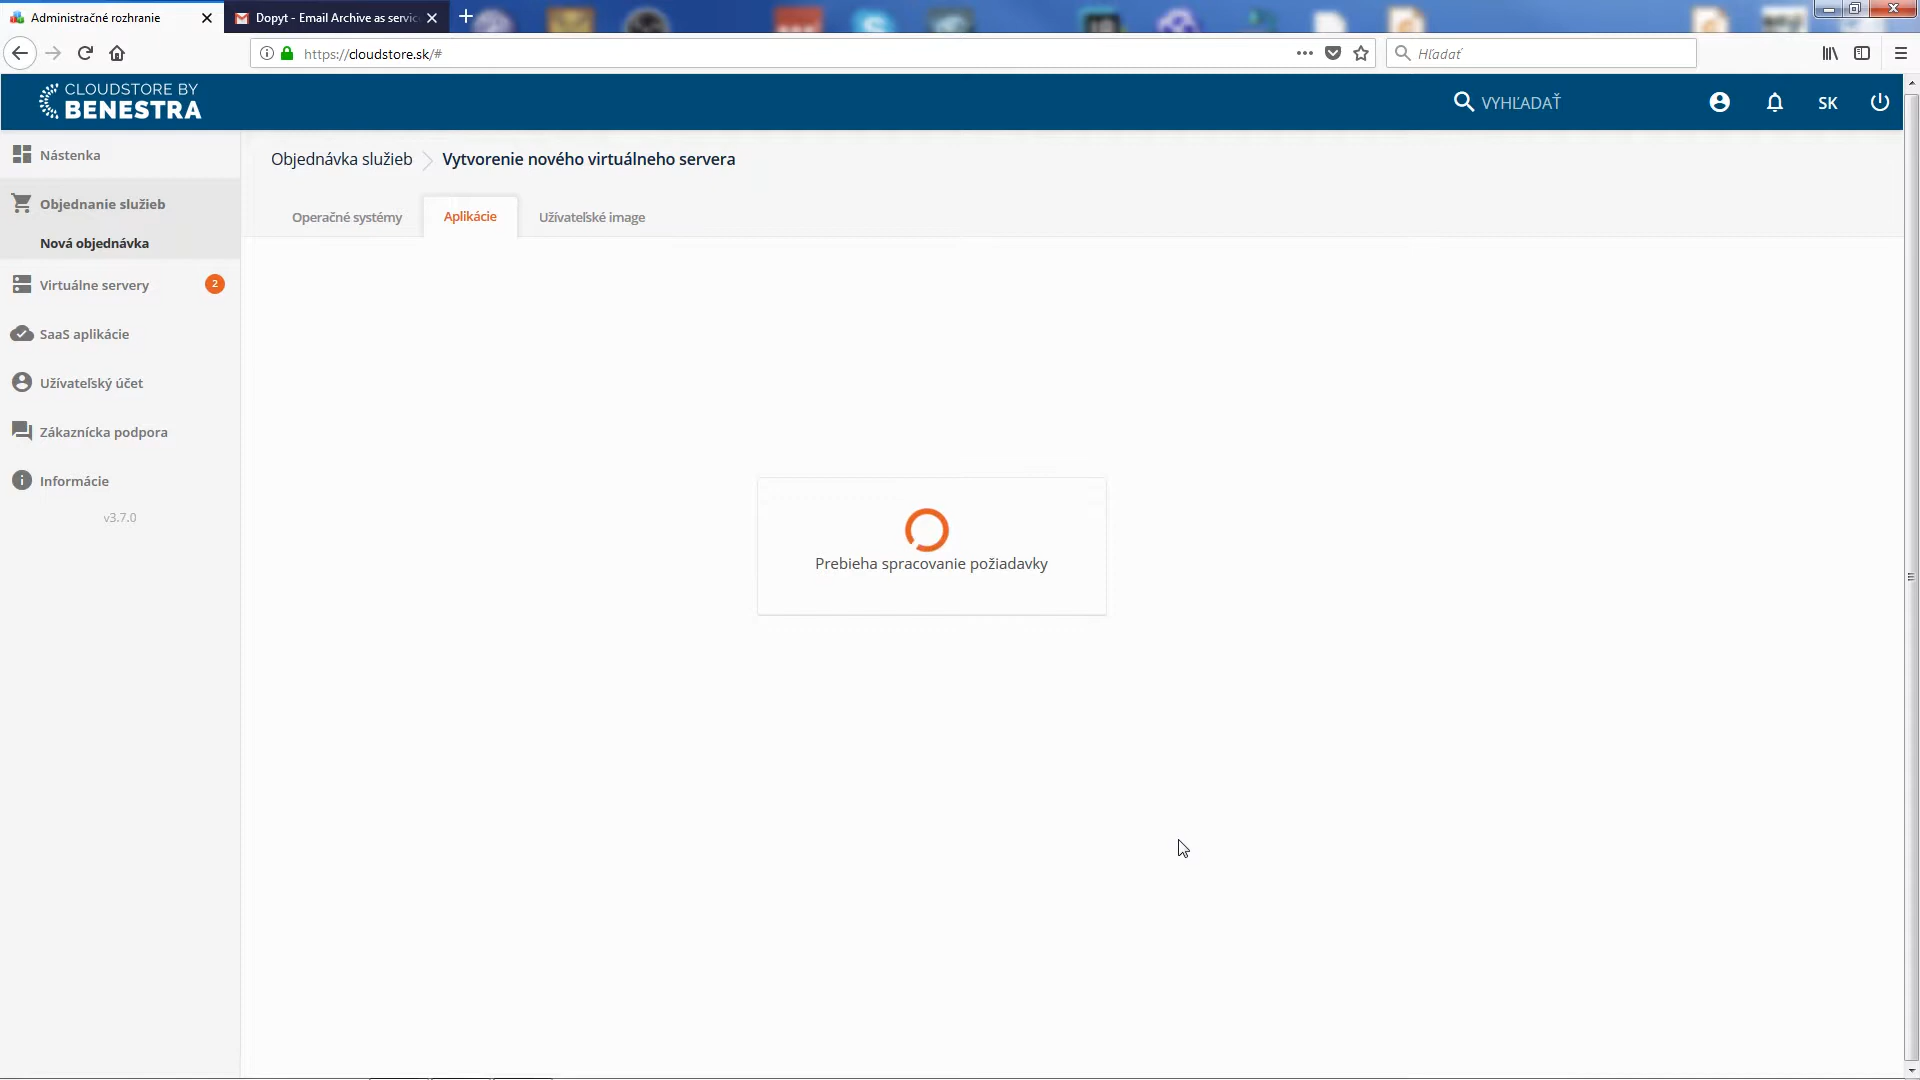 Administračné rozhranie
Dopyt - Email Archive as servic
https://cloudstore.sk/#
Hľadať
CLOUDSTORE BY
BENESTRA
VYHĽADAŤ
SK
Nástenka
Objednanie služieb
Nová objednávka
Virtuálne servery
2
SaaS aplikácie
Užívateľský účet
Zákaznícka podpora
Informácie
v3.7.0
Objednávka služieb
Vytvorenie nového virtuálneho servera
Operačné systémy
Aplikácie
Užívateľské image
Prebieha spracovanie požiadavky